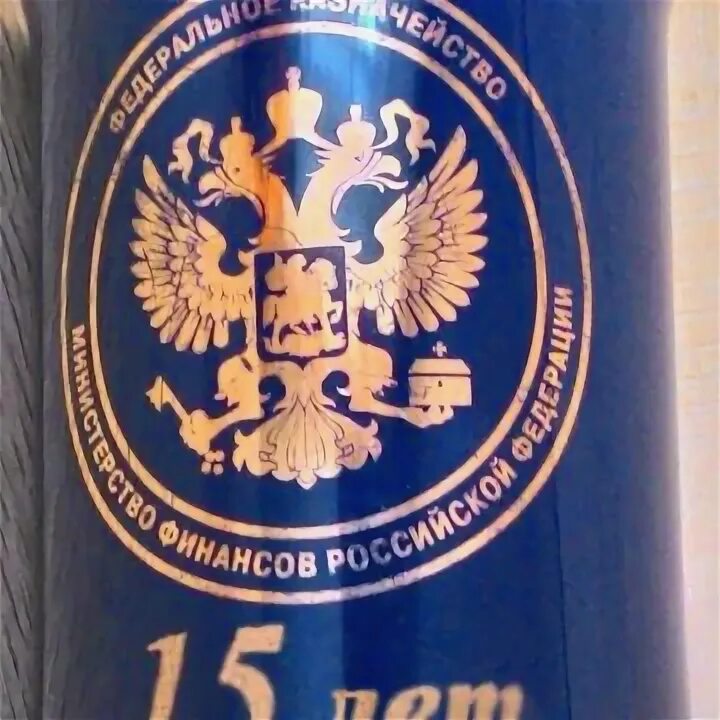 ФЕДЕРАЛЬНОЕ КАЗНАЧЕЙСТВО
МИНИСТЕРСТВО ФИНАНСОВ РОССИЙСКОЙ ФЕДЕРАЦИИ
15 лет